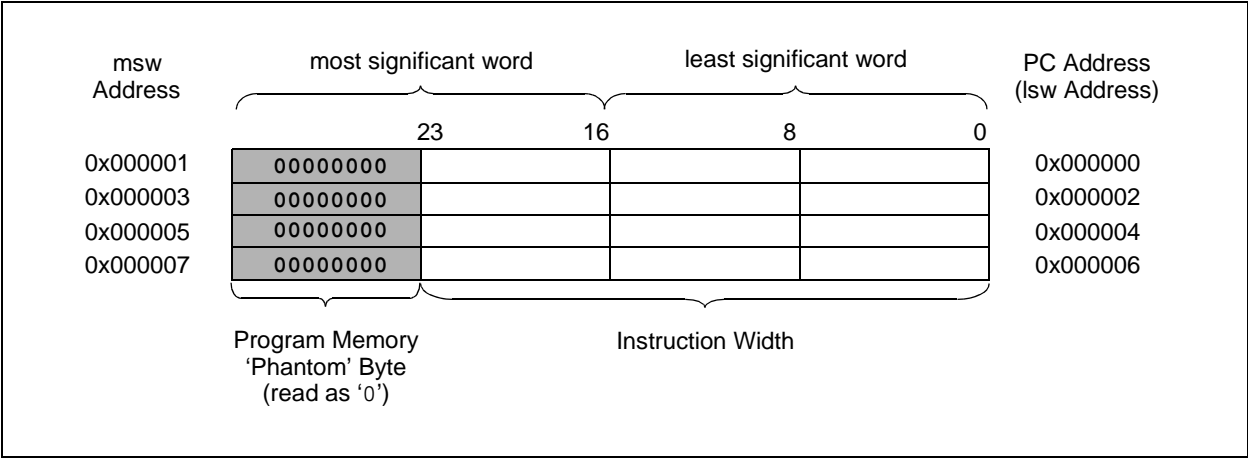 msw Address
most significant word
least significant word
PC Address
(lsw Address)
23 16 8 0
0x000001 00000000 0x000000
0x000003 00000000 0x000002
0x000005 00000000 0x000004
0x000007 00000000 0x000006
Program Memory
‘Phantom’ Byte
(read as ‘0’)
Instruction Width